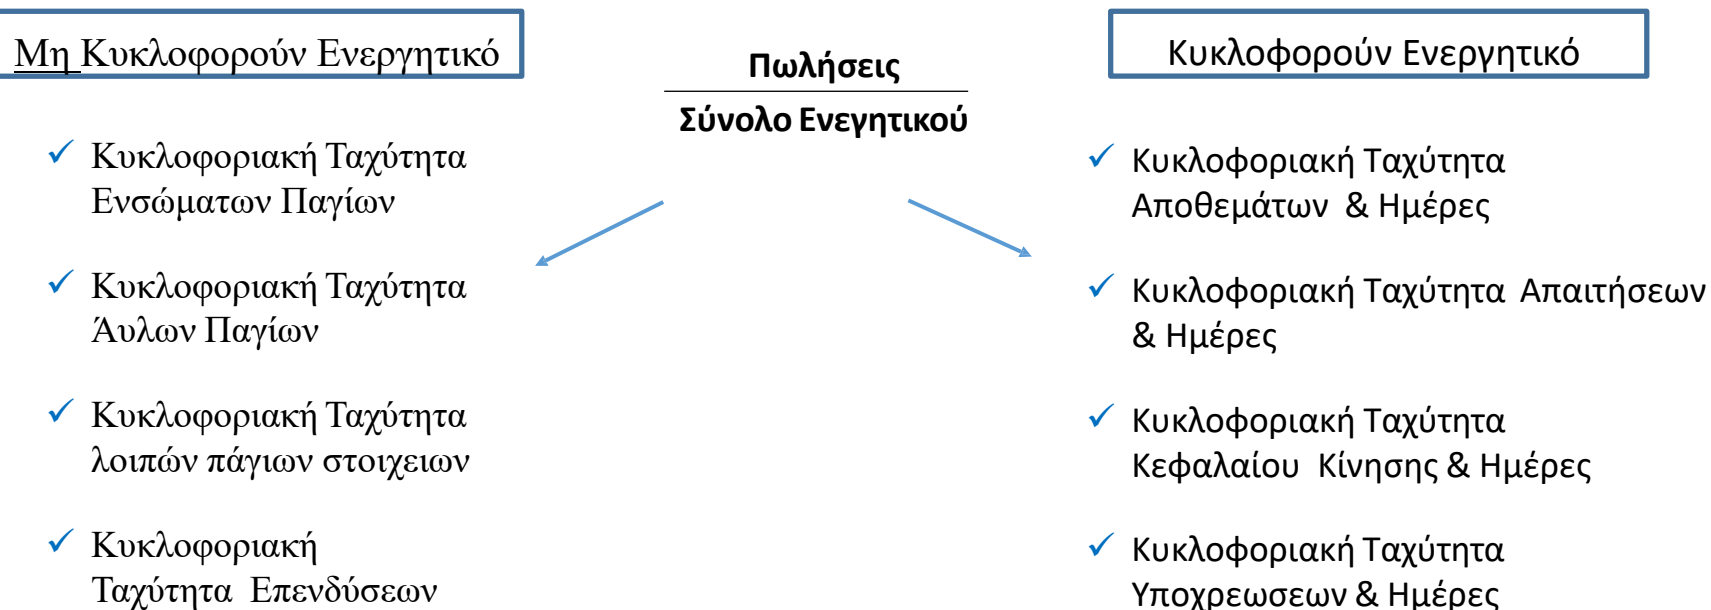 Μη Κυκλοφορούν Ενεργητικό
Κυκλοφοριακή Ταχύτητα
Ενσώματων Παγίων
Κυκλοφοριακή Ταχύτητα
Άυλων Παγίων
Κυκλοφοριακή Ταχύτητα
λοιπών πάγιων στοιχειων
Κυκλοφοριακή
Ταχύτητα Επενδύσεων
Πωλήσεις
Σύνολο Ενεγητικού
Κυκλοφορούν Ενεργητικό
Κυκλοφοριακή Ταχύτητα
Αποθεμάτων & Ημέρες
Κυκλοφοριακή Ταχύτητα Απαιτήσεων
& Ημέρες
Κυκλοφοριακή Ταχύτητα
Κεφαλαίου Κίνησης & Ημέρες
Κυκλοφοριακή Ταχύτητα
Υποχρεωσεων & Ημέρες